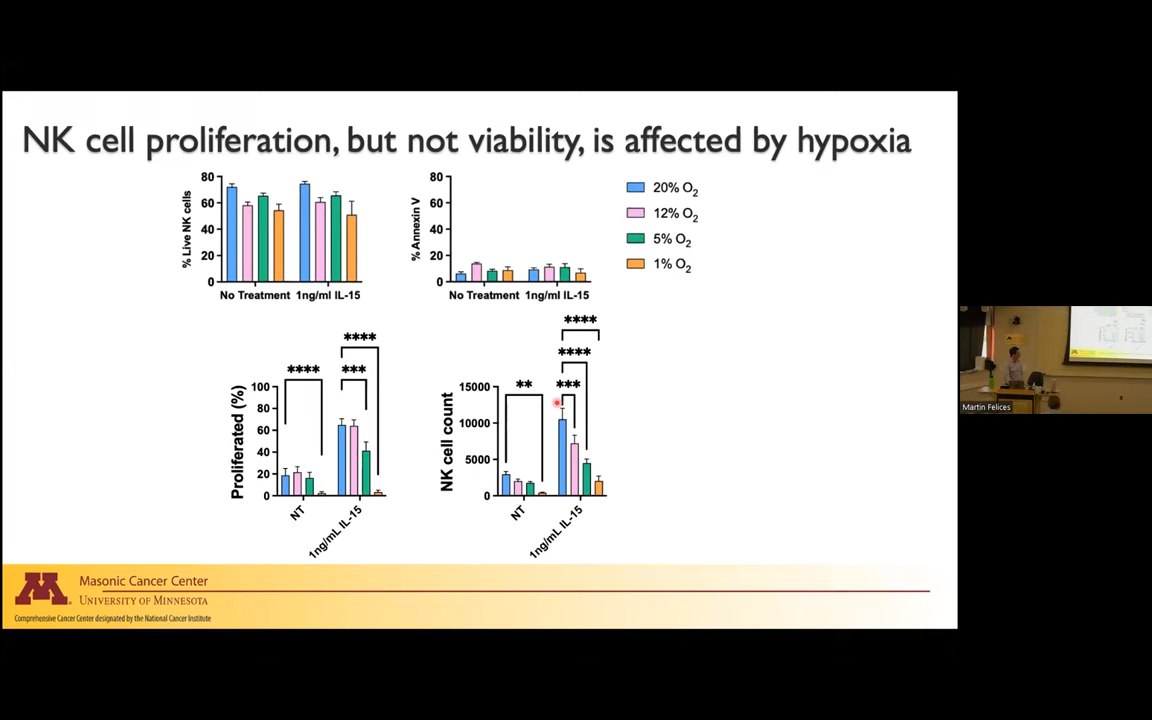 NK cell proliferation, but not viability, is affected by hypoxia
% Live NK cells
80
60
40
20
0
No Treatment
1ng/ml IL-15
% Annexin V
80
60
40
20
0
No Treatment
1ng/ml IL-15
20% O2
12% O2
5% O2
1% O2
Proliferated (%)
100
80
60
40
20
0
****
***
****
NT
1ng/mL IL-15
NK cell count
15000
10000
5000
0
**
***
****
****
NT
1ng/mL IL-15
Martin Felices
M
Masonic Cancer Center
UNIVERSITY OF MINNESOTA
Comprehensive Cancer Center designated by the National Cancer Institute